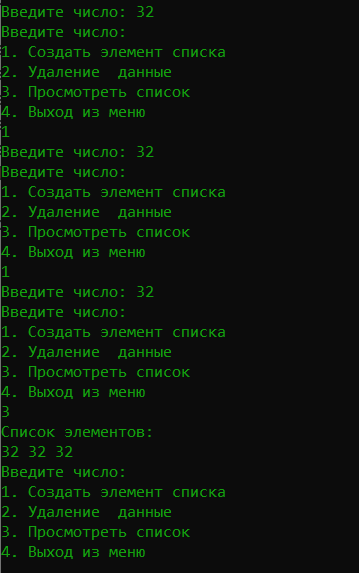 Введите число: 32
Введите число:
1. Создать элемент списка
2. Удаление  данные
3. Просмотреть список
4. Выход из меню
1
Введите число: 32
Введите число:
1. Создать элемент списка
2. Удаление  данные
3. Просмотреть список
4. Выход из меню
1
Введите число: 32
Введите число:
1. Создать элемент списка
2. Удаление  данные
3. Просмотреть список
4. Выход из меню
3
Список элементов:
32 32 32
Введите число:
1. Создать элемент списка
2. Удаление  данные
3. Просмотреть список
4. Выход из меню